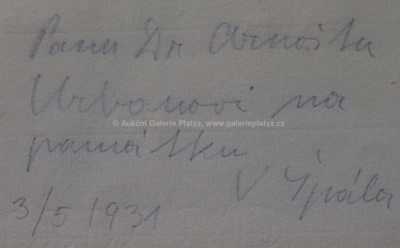 Panu Dr Arnoštu
Urbanovi na
© Aukční Galerie Platýz, www.galerieplatyz.cz
památku
V Špála
3/5 1931